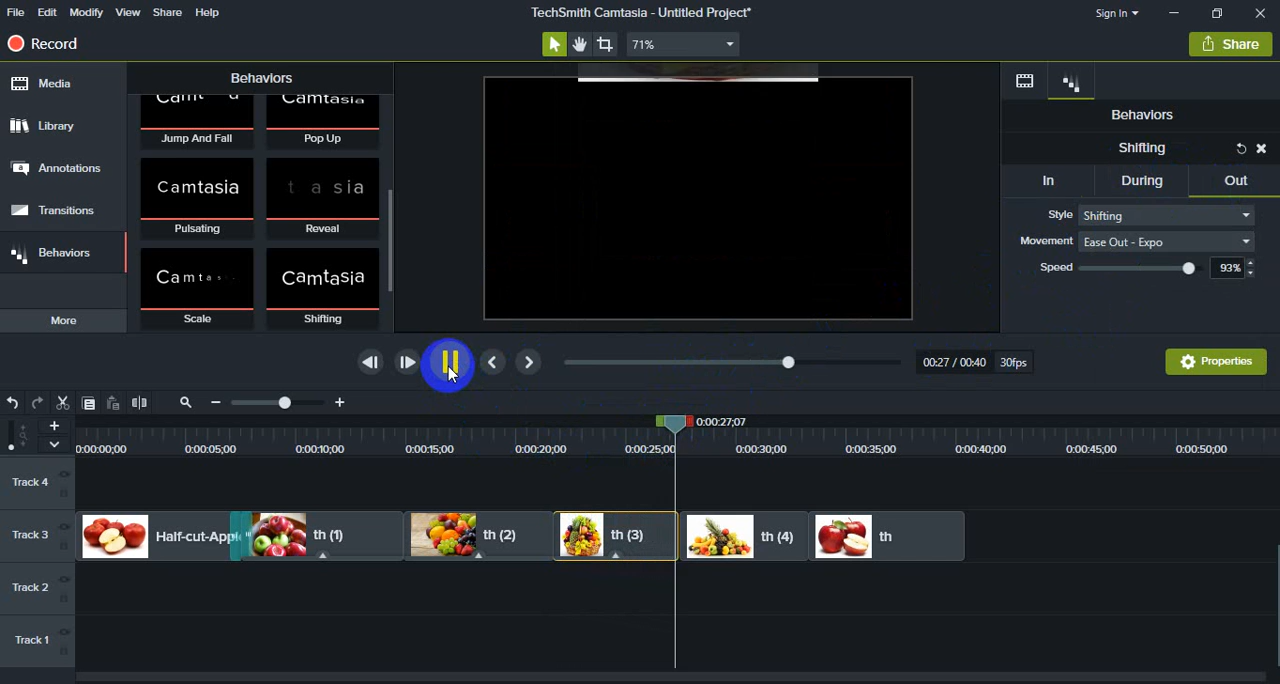 File Edit Modify View Share Help TechSmith Camtasia - Untitled Project* Sign In
Record 71% Share
Media
Library
Annotations
Transitions
Behaviors
More
Behaviors
Camtasia
Jump And Fall Pop Up
Camtasia t a sia
Pulsating Reveal
Camtas Camtasia
Scale Shifting
Behaviors
Shifting
In During Out
Style Shifting
Movement Ease Out - Expo
Speed 93%
00:27 / 00:40 30fps Properties
0:00:27;07
0:00:00;00 0:00:05;00 0:00:10;00 0:00:15;00 0:00:20;00 0:00:25;00 0:00:30;00 0:00:35;00 0:00:40;00 0:00:45;00 0:00:50;00
Track 4
Track 3 Half-cut-Apple th (1) th (2) th (3) th (4) th
Track 2
Track 1